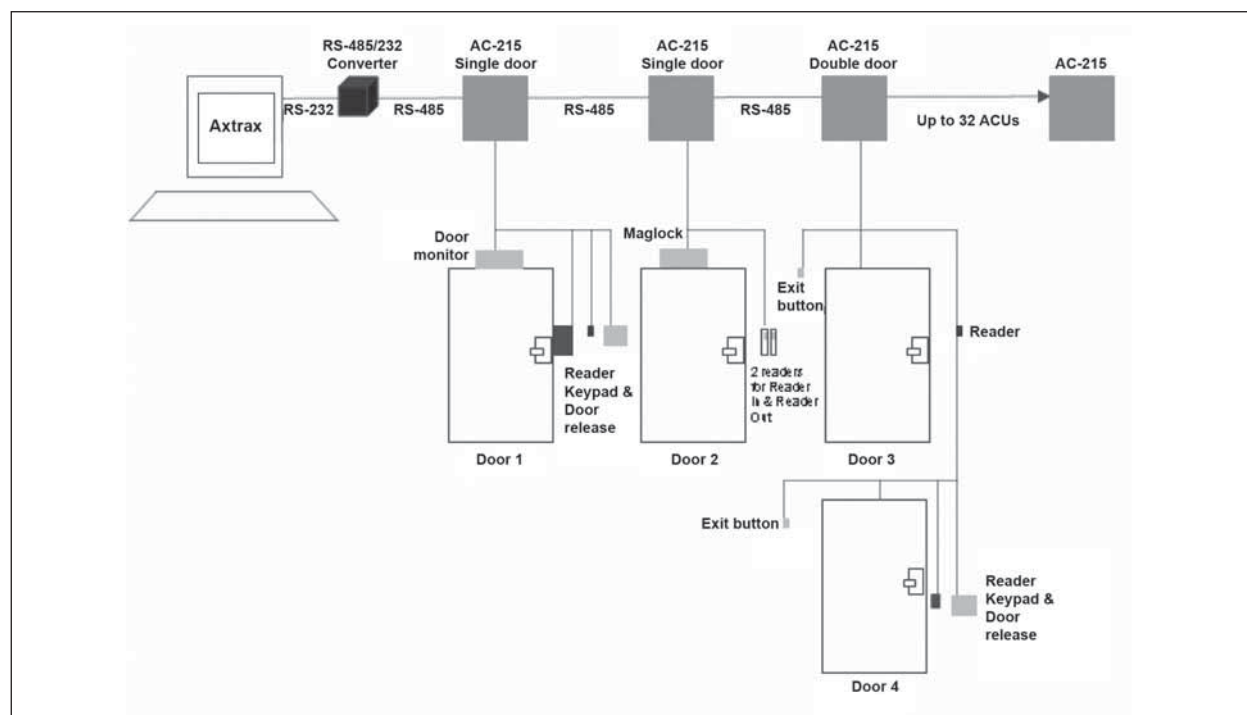 RS-485/232
Converter
AC-215
Single door
AC-215
Single door
AC-215
Double door
AC-215
Axtrax
RS-232
RS-485
RS-485
RS-485
Up to 32 ACUs
Door
monitor
Maglock
Exit
button
Reader
Reader
Keypad &
Door
release
2 readers
for Reader
In & Reader
Out
Door 1
Door 2
Door 3
Exit button
Reader
Keypad &
Door
release
Door 4